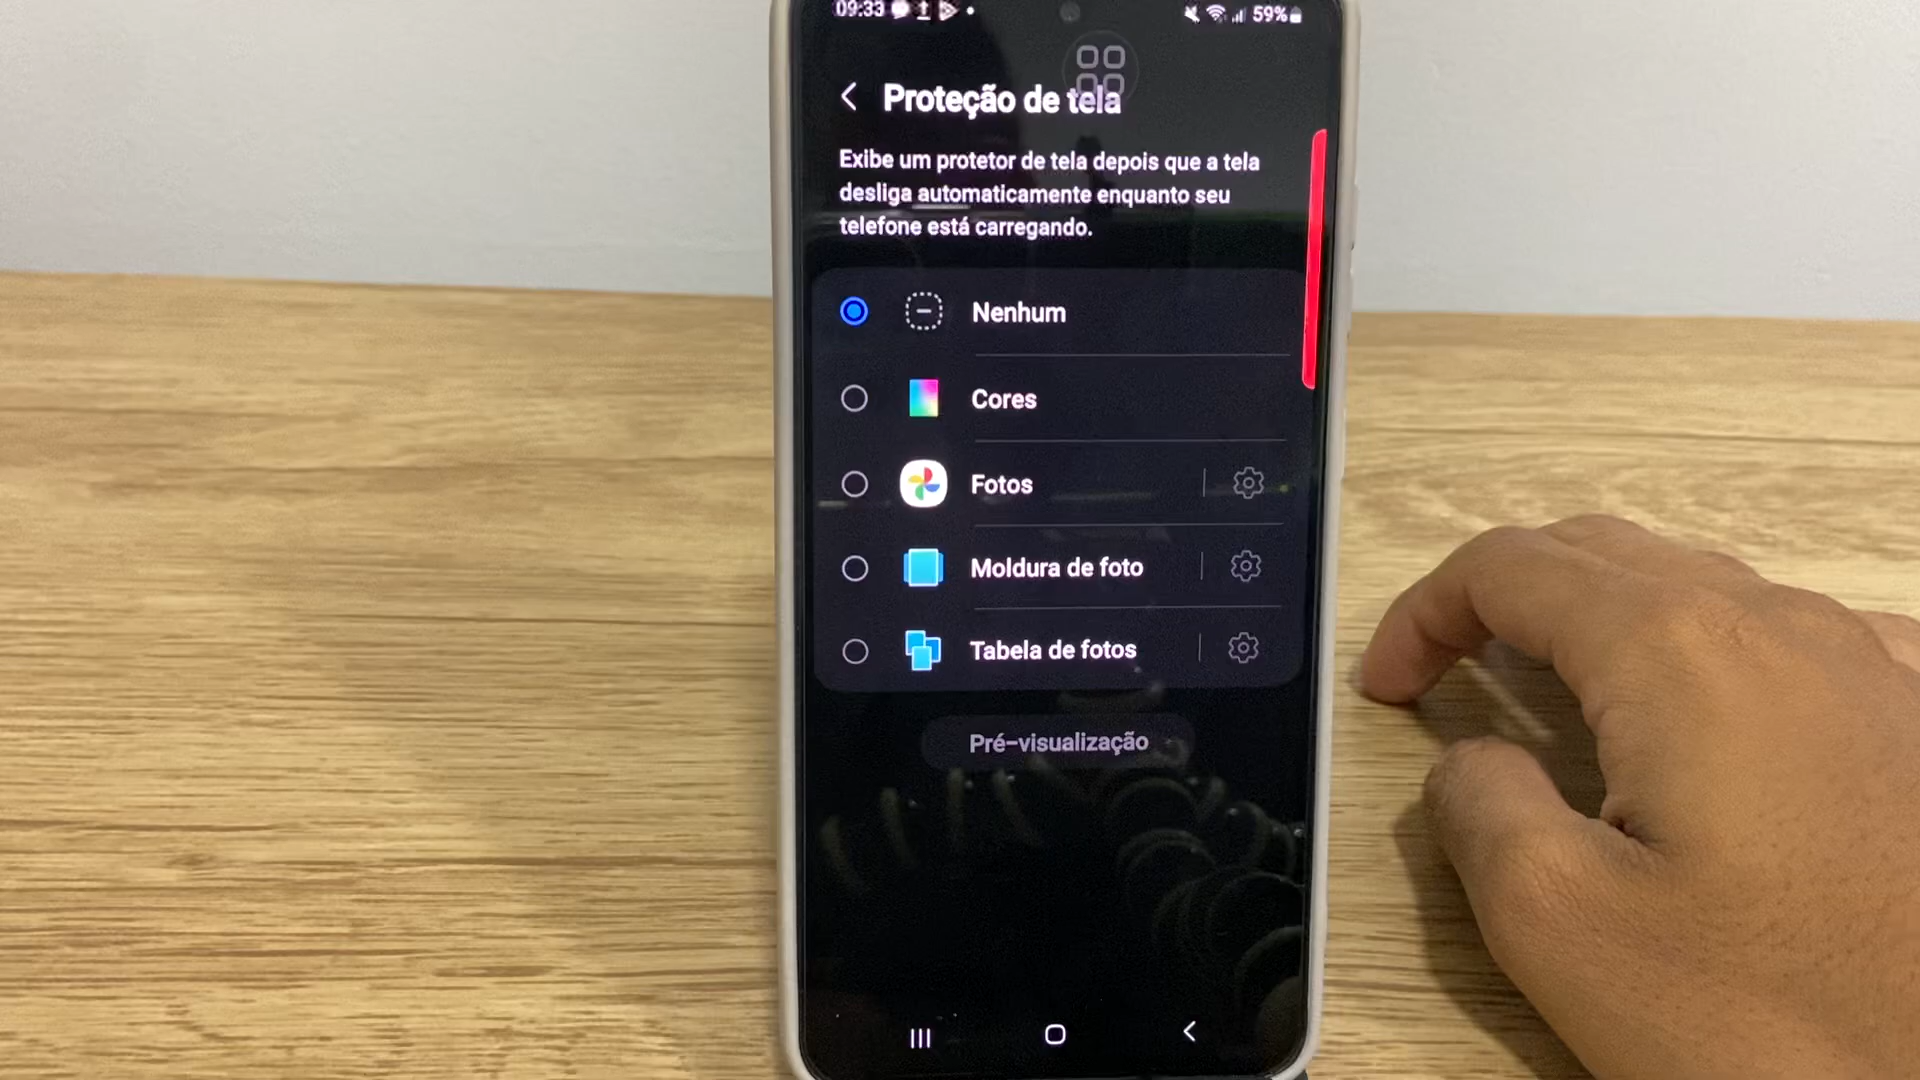 09:33
59%
Proteção de tela
Exibe um protetor de tela depois que a tela
desliga automaticamente enquanto seu
telefone está carregando.
Nenhum
Cores
Fotos
Moldura de foto
Tabela de fotos
Pré-visualização